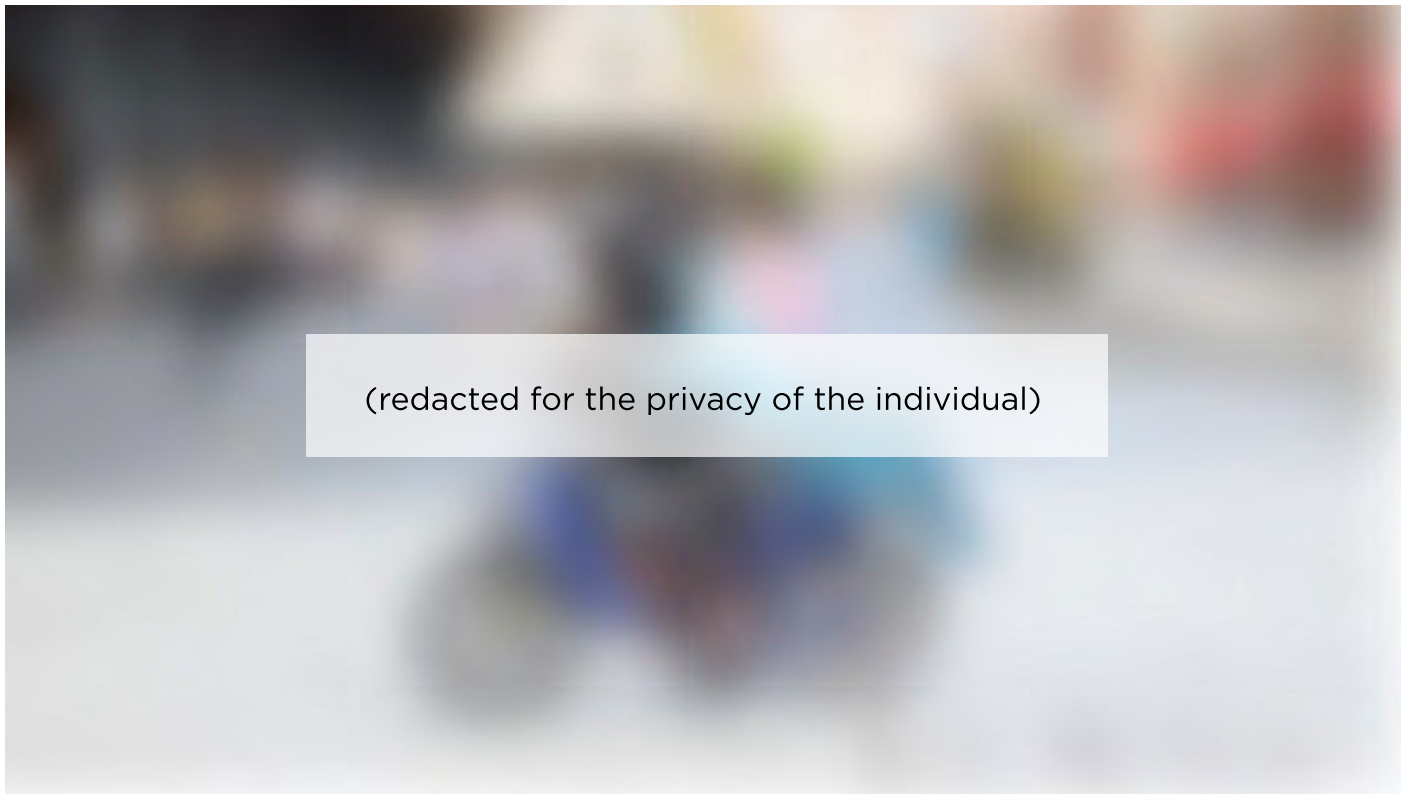 (redacted for the privacy of the individual)